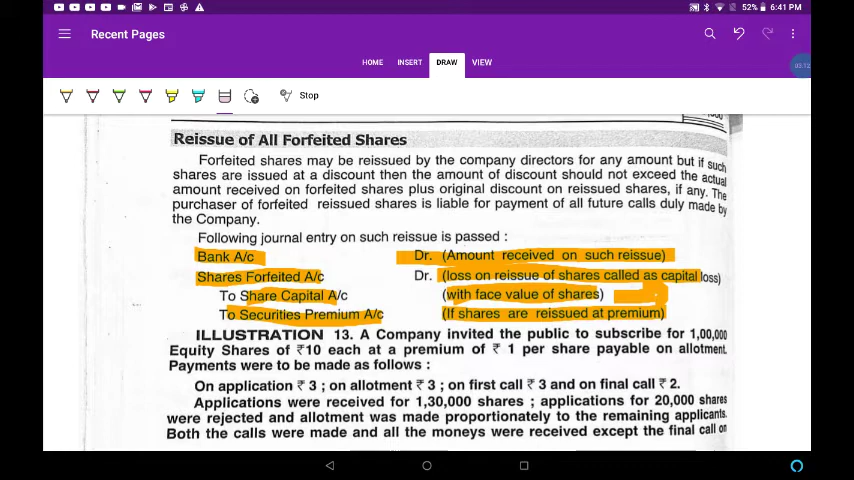 52% 6:41 PM
Recent Pages
03:12
HOME INSERT DRAW VIEW
Stop
Reissue of All Forfeited Shares
Forfeited shares may be reissued by the company directors for any amount but if such
shares are issued at a discount then the amount of discount should not exceed the actual
amount received on forfeited shares plus original discount on reissued shares, if any. The
purchaser of forfeited reissued shares is liable for payment of all future calls duly made by
the Company.
Following journal entry on such reissue is passed :
Bank A/c Dr. (Amount received on such reissue)
Shares Forfeited A/c Dr. (loss on reissue of shares called as capital loss)
To Share Capital A/c (with face value of shares)
To Securities Premium A/c (If shares are reissued at premium)
ILLUSTRATION 13. A Company invited the public to subscribe for 1,00,000
Equity Shares of ₹10 each at a premium of ₹ 1 per share payable on allotment.
Payments were to be made as follows :
On application ₹ 3 ; on allotment ₹ 3 ; on first call ₹ 3 and on final call ₹ 2.
Applications were received for 1,30,000 shares ; applications for 20,000 shares
were rejected and allotment was made proportionately to the remaining applicants.
Both the calls were made and all the moneys were received except the final call on